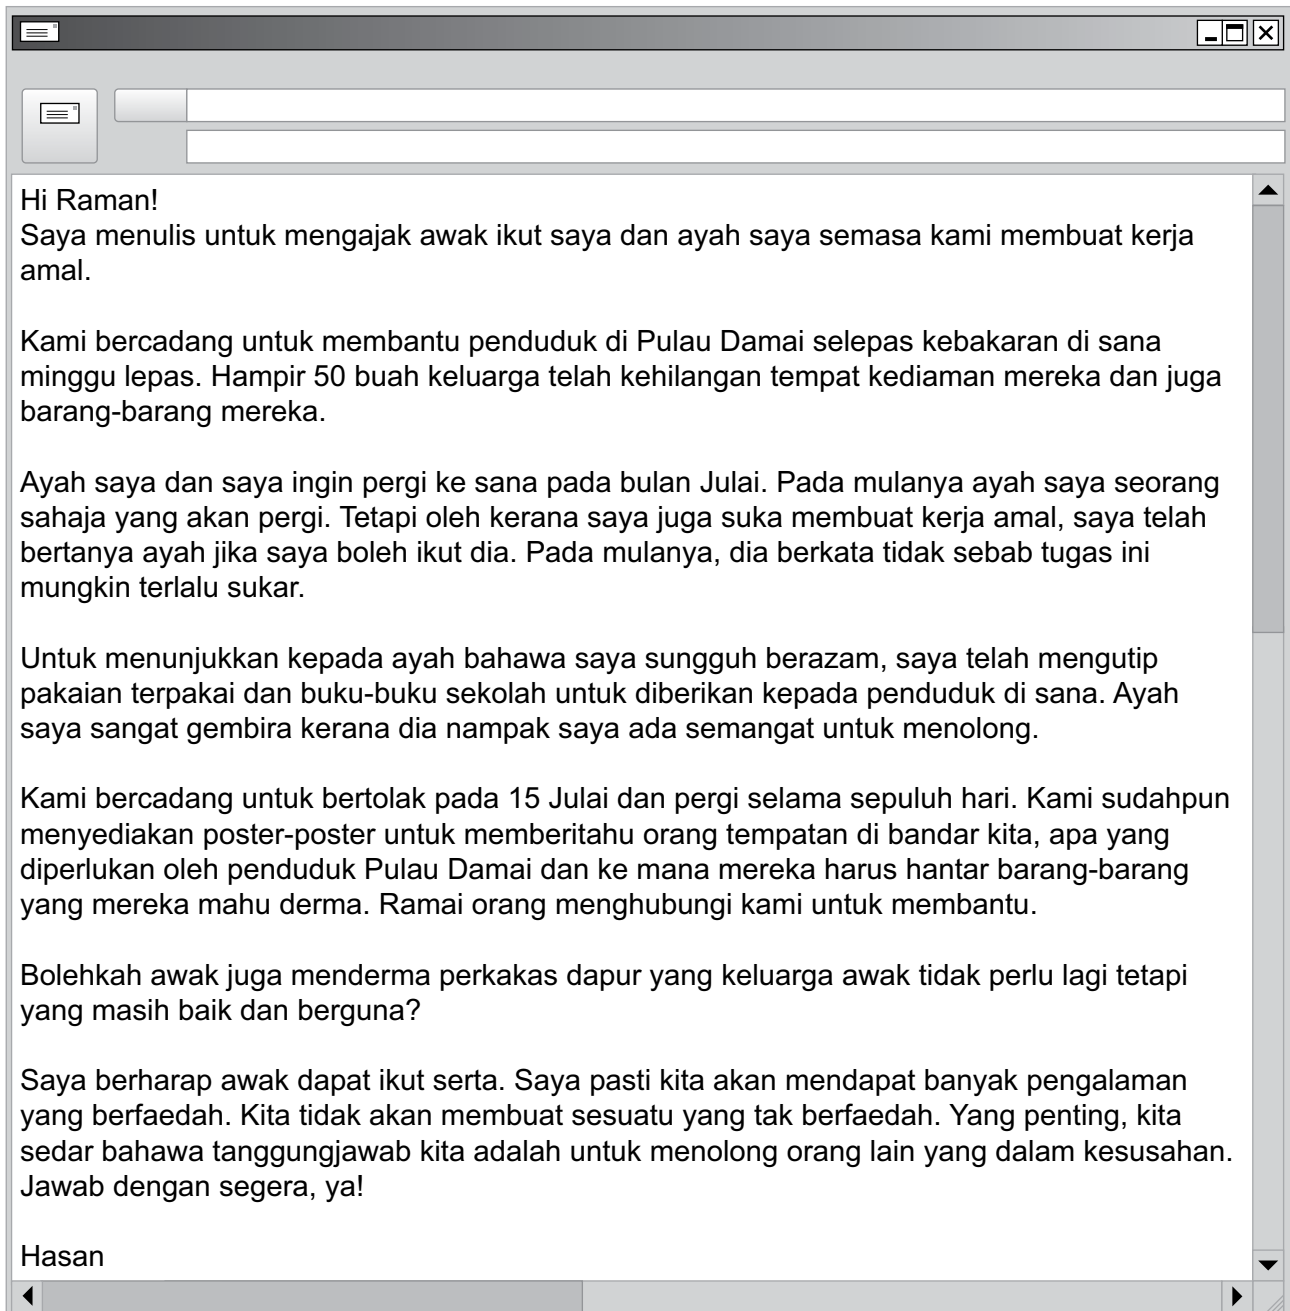 Hi Raman!
Saya menulis untuk mengajak awak ikut saya dan ayah saya semasa kami membuat kerja
amal.
Kami bercadang untuk membantu penduduk di Pulau Damai selepas kebakaran di sana
minggu lepas. Hampir 50 buah keluarga telah kehilangan tempat kediaman mereka dan juga
barang-barang mereka.
Ayah saya dan saya ingin pergi ke sana pada bulan Julai. Pada mulanya ayah saya seorang
sahaja yang akan pergi. Tetapi oleh kerana saya juga suka membuat kerja amal, saya telah
bertanya ayah jika saya boleh ikut dia. Pada mulanya, dia berkata tidak sebab tugas ini
mungkin terlalu sukar.
Untuk menunjukkan kepada ayah bahawa saya sungguh berazam, saya telah mengutip
pakaian terpakai dan buku-buku sekolah untuk diberikan kepada penduduk di sana. Ayah
saya sangat gembira kerana dia nampak saya ada semangat untuk menolong.
Kami bercadang untuk bertolak pada 15 Julai dan pergi selama sepuluh hari. Kami sudahpun
menyediakan poster-poster untuk memberitahu orang tempatan di bandar kita, apa yang
diperlukan oleh penduduk Pulau Damai dan ke mana mereka harus hantar barang-barang
yang mereka mahu derma. Ramai orang menghubungi kami untuk membantu.
Bolehkah awak juga menderma perkakas dapur yang keluarga awak tidak perlu lagi tetapi
yang masih baik dan berguna?
Saya berharap awak dapat ikut serta. Saya pasti kita akan mendapat banyak pengalaman
yang berfaedah. Kita tidak akan membuat sesuatu yang tak berfaedah. Yang penting, kita
sedar bahawa tanggungjawab kita adalah untuk menolong orang lain yang dalam kesusahan.
Jawab dengan segera, ya!
Hasan